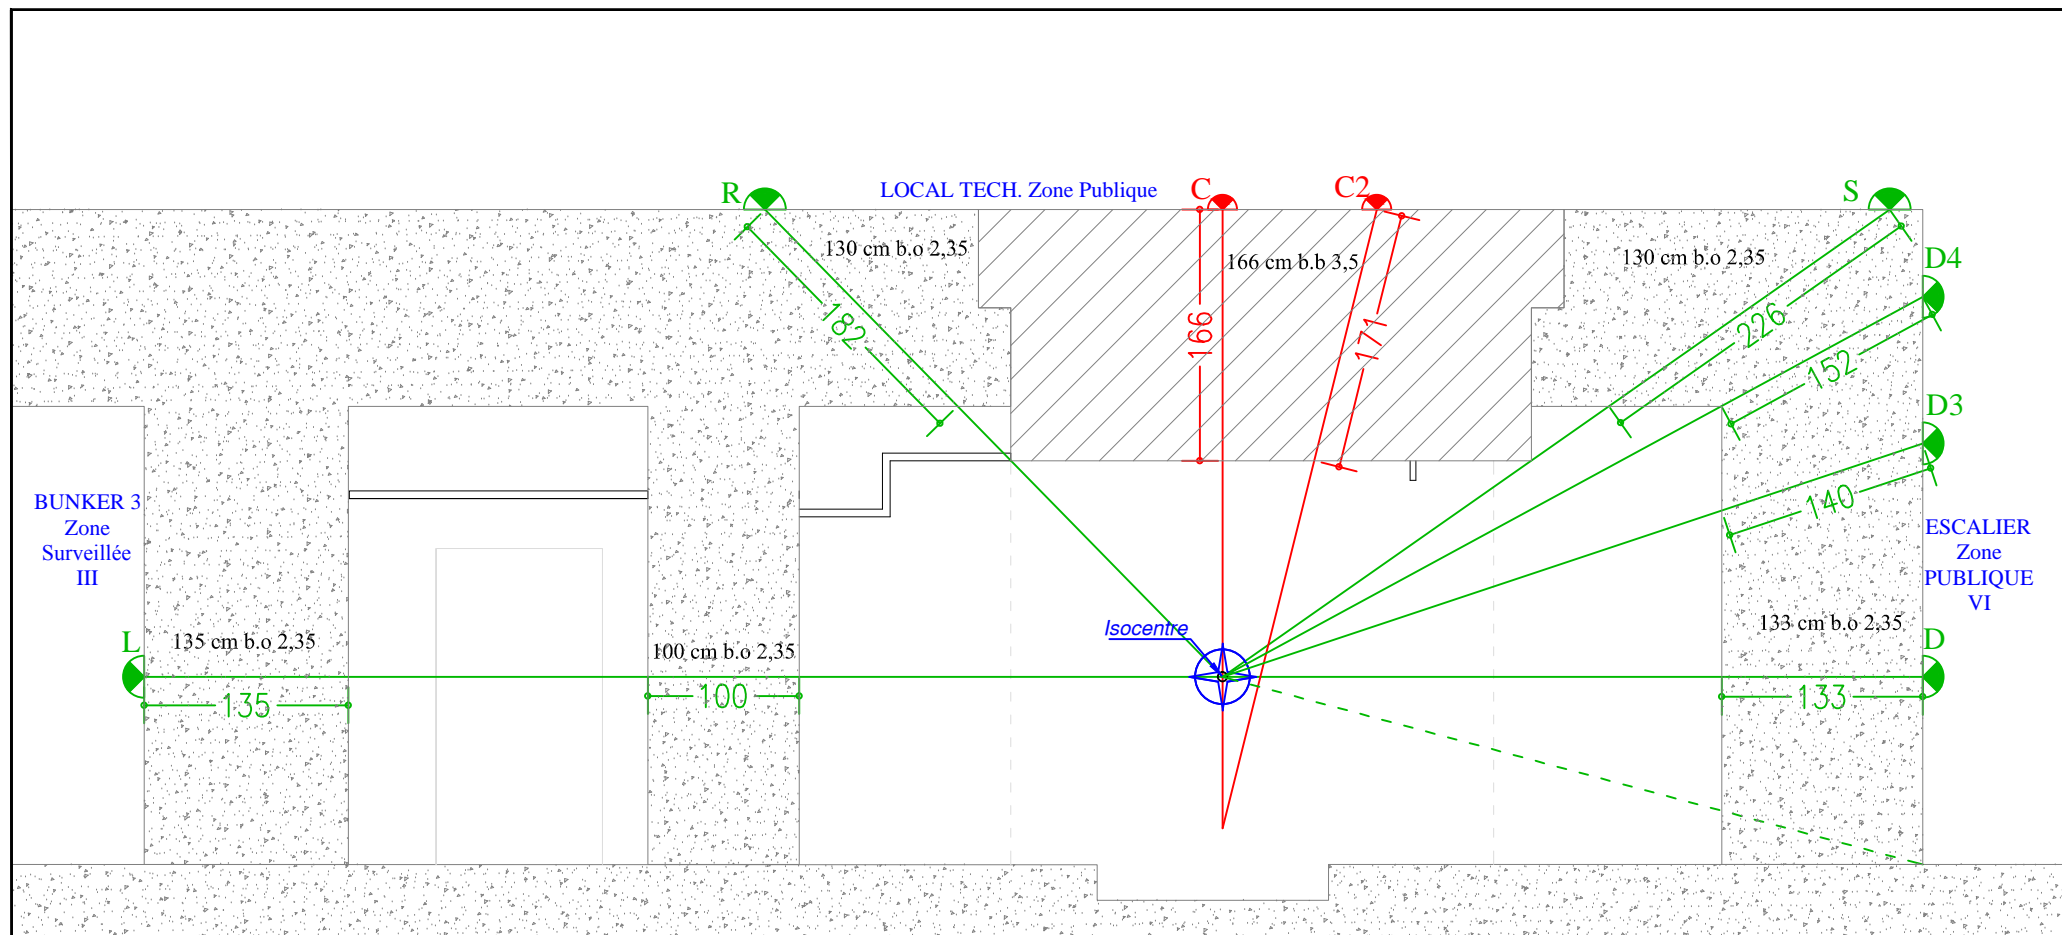 R
LOCAL TECH. Zone Publique
C
C2
S
130 cm b.o 2,35
166 cm b.b 3,5
130 cm b.o 2,35
D4
182
166
171
226
152
D3
140
BUNKER 3
Zone
Surveillée
III
ESCALIER
Zone
PUBLIQUE
VI
Isocentre
L
135 cm b.o 2,35
100 cm b.o 2,35
133 cm b.o 2,35
D
135
100
133